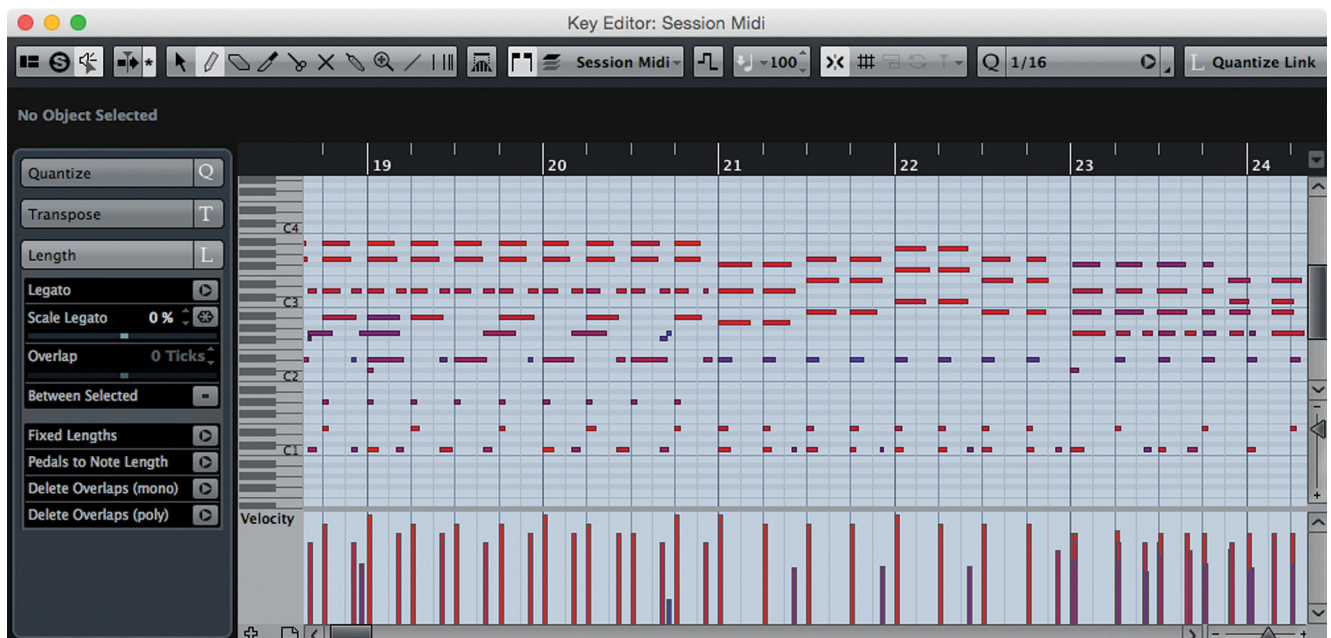 Key Editor: Session Midi
S * Session Midi 100 Q 1/16 L Quantize Link
No Object Selected
19 20 21 22 23 24
Quantize Q
Transpose T
Length L
Legato
Scale Legato 0 %
Overlap 0 Ticks
Between Selected
Fixed Lengths
Pedals to Note Length
Delete Overlaps (mono)
Delete Overlaps (poly)
C4
C3
C2
C1
Velocity